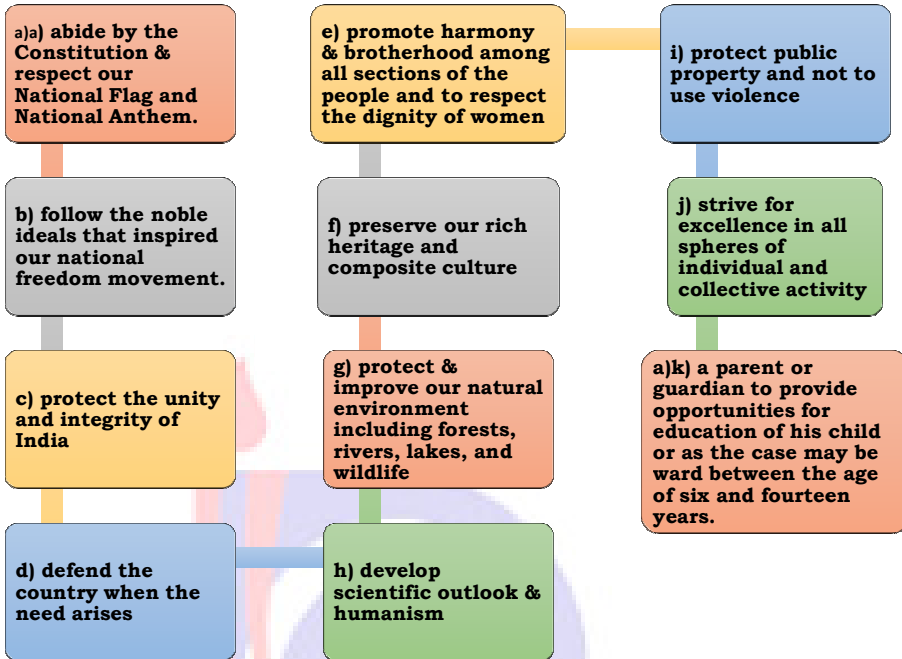 a)a) abide by the
Constitution &
respect our
National Flag and
National Anthem.
b) follow the noble
ideals that inspired
our national
freedom movement.
c) protect the unity
and integrity of
India
d) defend the
country when the
need arises
e) promote harmony
& brotherhood among
all sections of the
people and to respect
the dignity of women
f) preserve our rich
heritage and
composite culture
g) protect &
improve our natural
environment
including forests,
rivers, lakes, and
wildlife
h) develop
scientific outlook &
humanism
i) protect public
property and not to
use violence
j) strive for
excellence in all
spheres of
individual and
collective activity
a)k) a parent or
guardian to provide
opportunities for
education of his child
or as the case may be
ward between the age
of six and fourteen
years.